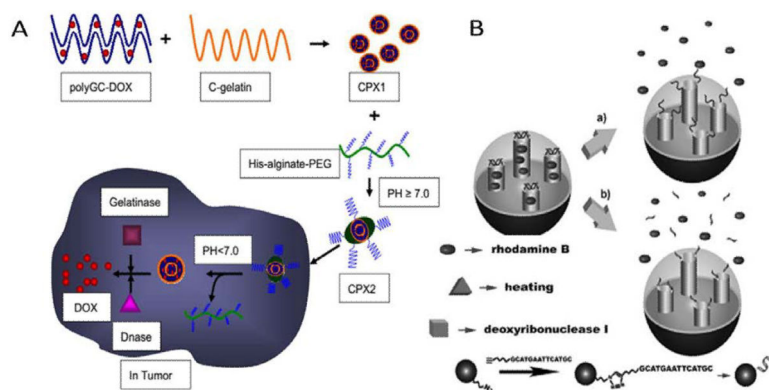 A
polyGC-DOX
+
C-gelatin
CPX1
+
His-alginate-PEG
PH ≥ 7.0
CPX2
Gelatinase
PH<7.0
DOX
Dnase
In Tumor
B
a)
b)
rhodamine B
heating
deoxyribonuclease I
GCATGAATTCATGC
GCATGAATTCATGC